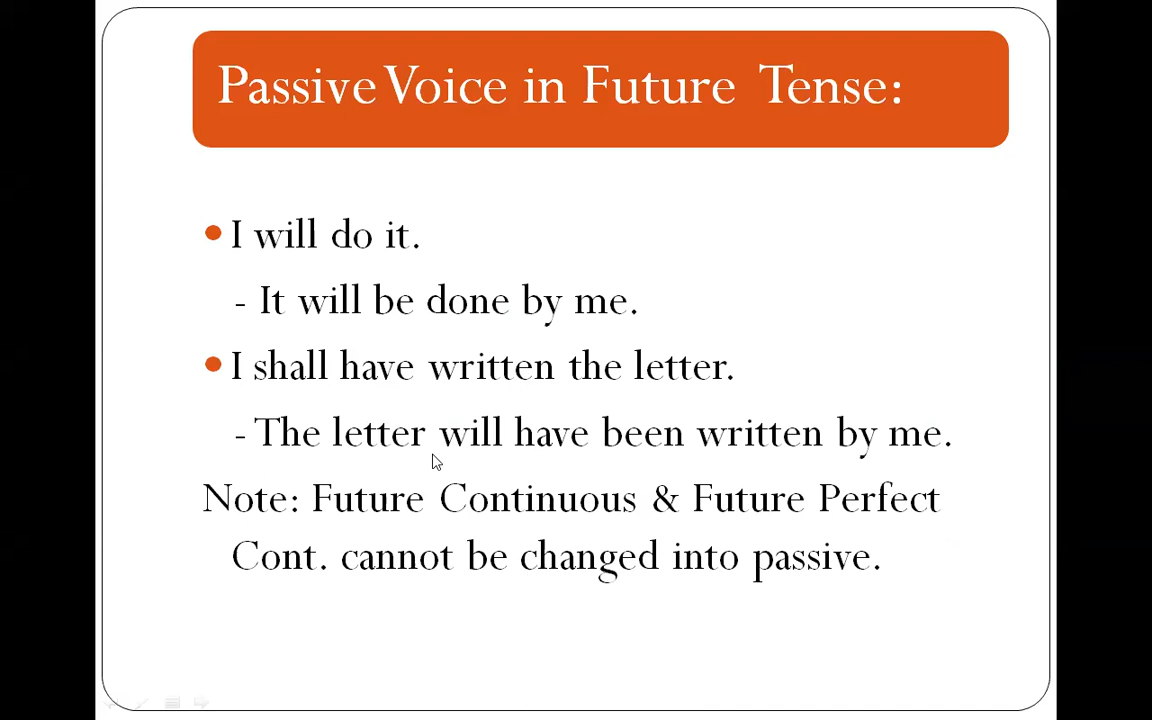 Passive Voice in Future Tense:
• I will do it.
- It will be done by me.
• I shall have written the letter.
- The letter will have been written by me.
Note: Future Continuous & Future Perfect
Cont. cannot be changed into passive.